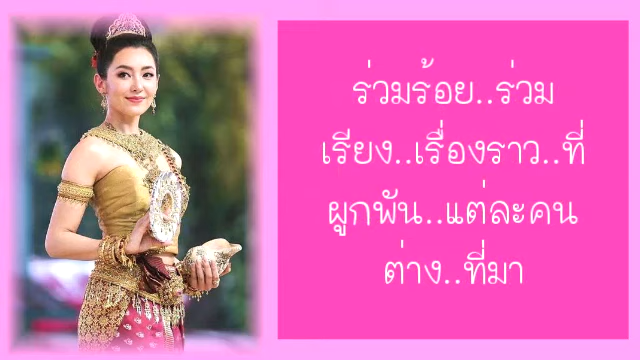 ร่วมร้อย..ร่วม
เรียง..เรื่องราว..ที่
ผูกพัน..แต่ละคน
ต่าง..ที่มา